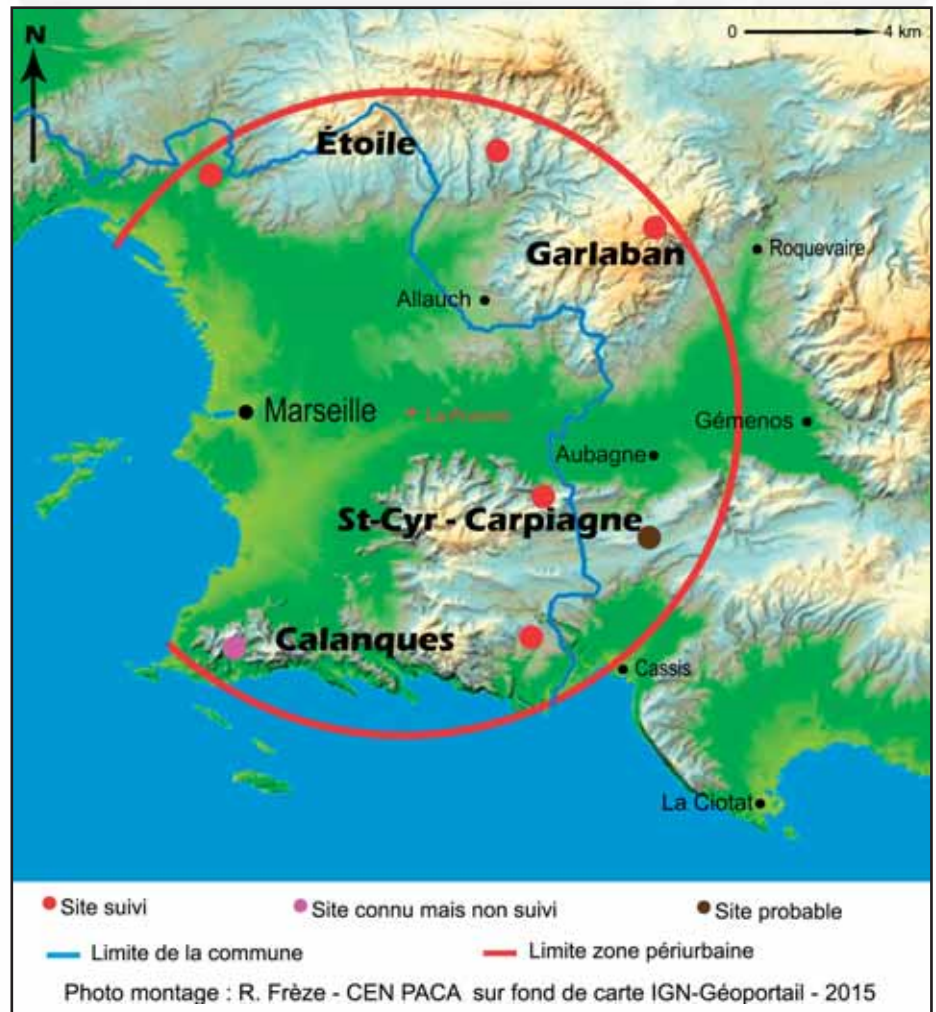 N
0 4 km
Étoile
Garlaban
Roquevaire
Allauch
Marseille
Gémenos
Aubagne
St-Cyr - Carpiagne
Calanques
Cassis
La Ciotat
Site suivi
Site connu mais non suivi
Site probable
Limite de la commune
Limite zone périurbaine
Photo montage : R. Frèze - CEN PACA sur fond de carte IGN-Géoportail - 2015